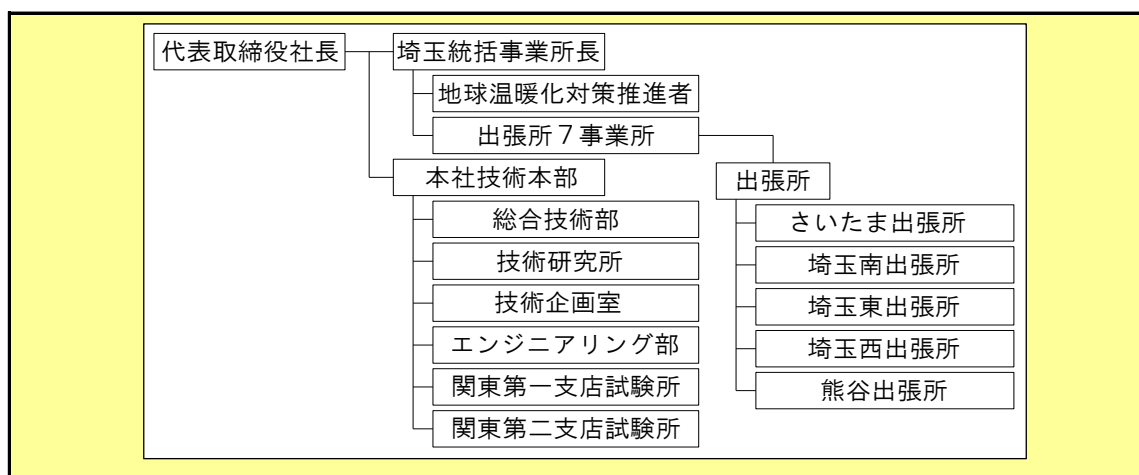 代表取締役社長
埼玉統括事業所長
地球温暖化対策推進者
出張所７事業所
本社技術本部
総合技術部
技術研究所
技術企画室
エンジニアリング部
関東第一支店試験所
関東第二支店試験所
出張所
さいたま出張所
埼玉南出張所
埼玉東出張所
埼玉西出張所
熊谷出張所